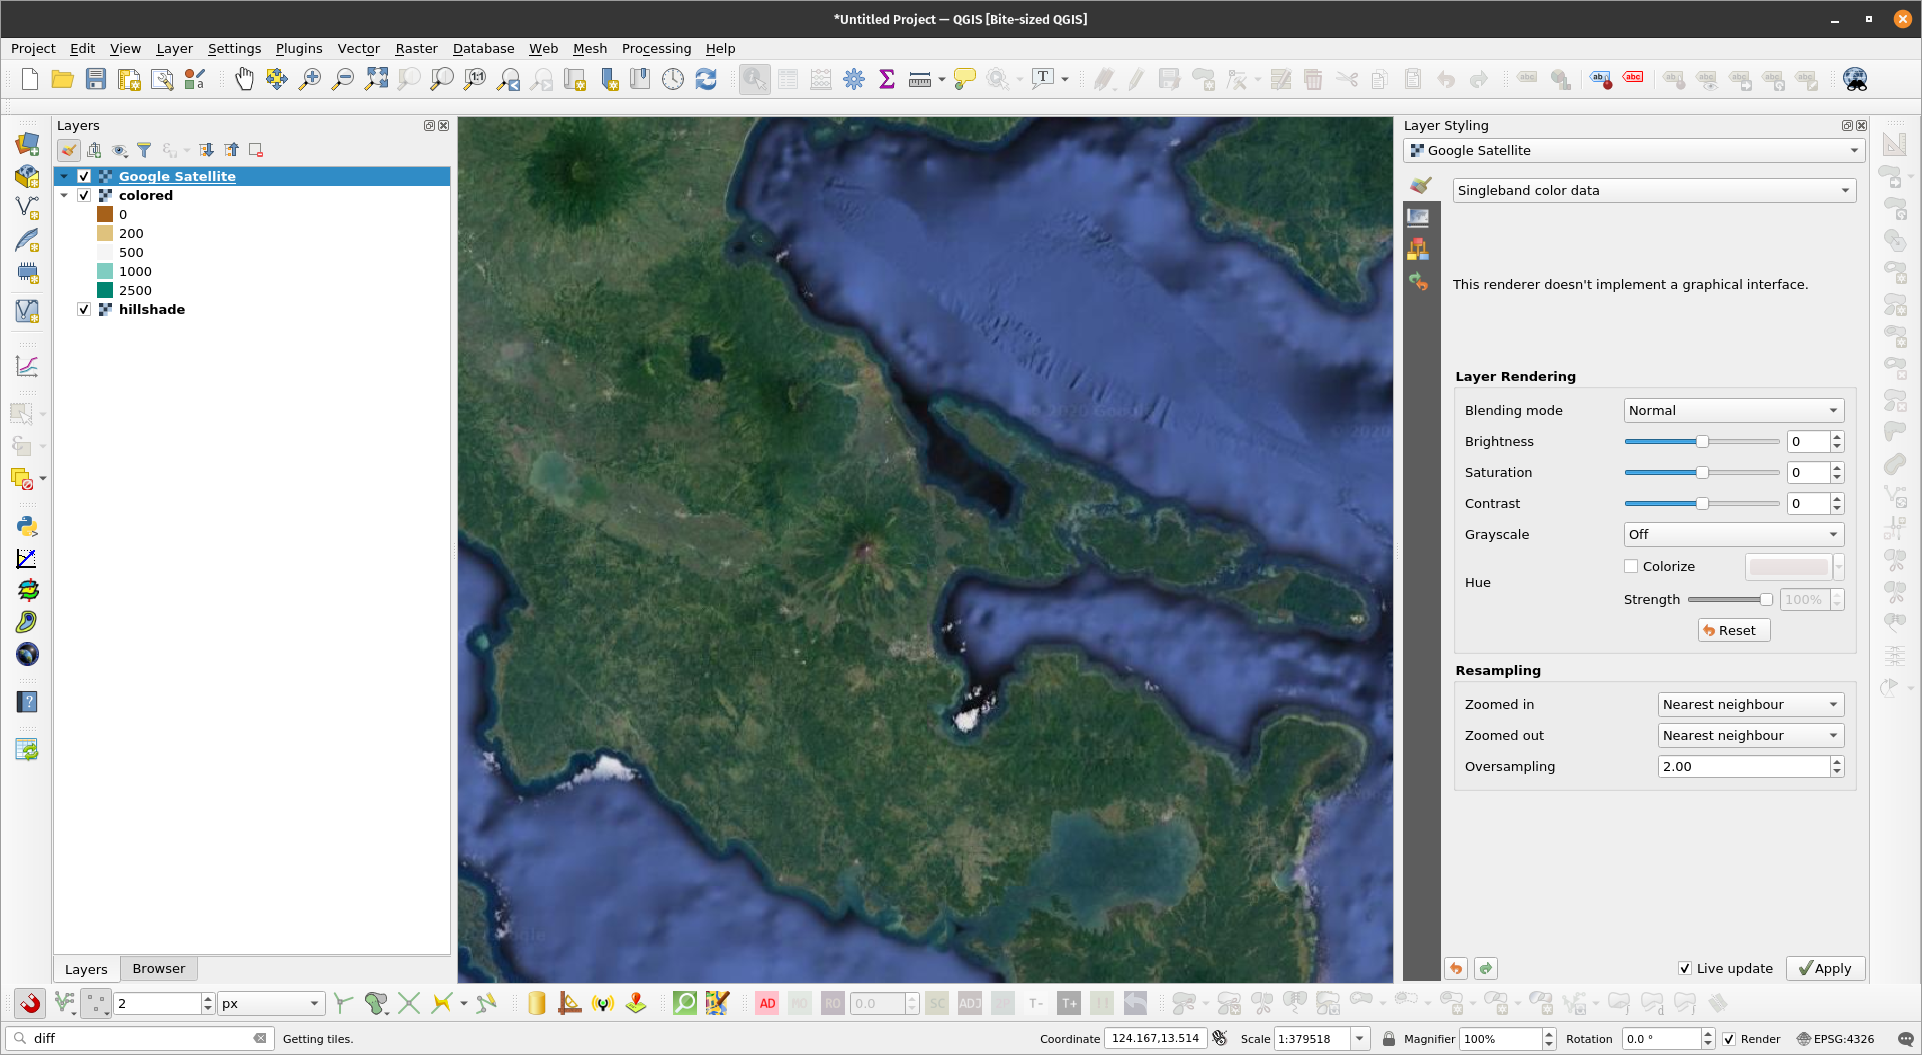 *Untitled Project — QGIS [Bite-sized QGIS]
Project Edit View Layer Settings Plugins Vector Raster Database Web Mesh Processing Help
Layers
Google Satellite
colored
0
200
500
1000
2500
hillshade
Layers Browser
Layer Styling
Google Satellite
Singleband color data
This renderer doesn't implement a graphical interface.
Layer Rendering
Blending mode Normal
Brightness 0
Saturation 0
Contrast 0
Grayscale Off
Hue Colorize
Strength 100%
Reset
Resampling
Zoomed in Nearest neighbour
Zoomed out Nearest neighbour
Oversampling 2.00
Live update Apply
2 px AD MO RO 0.0 SC ADJ T- T+
diff Getting tiles. Coordinate 124.167,13.514 Scale 1:379518 Magnifier 100% Rotation 0.0 ° Render EPSG:4326